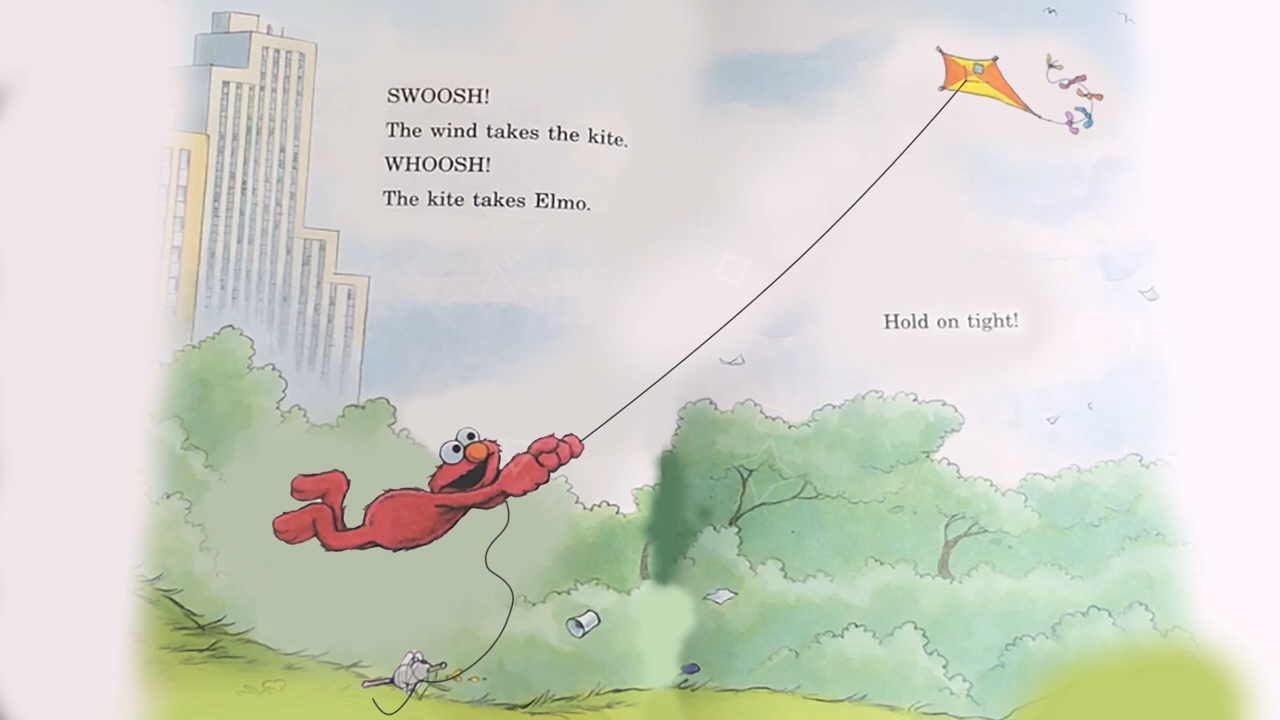 SWOOSH!
The wind takes the kite.
WHOOSH!
The kite takes Elmo.
Hold on tight!